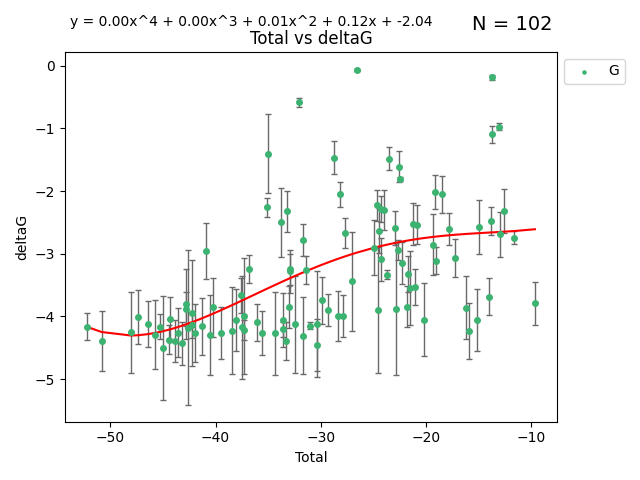 y = 0.00x^4 + 0.00x^3 + 0.01x^2 + 0.12x + -2.04
N = 102
Total vs deltaG
G
deltaG
0
−1
−2
−3
−4
−5
−50
−40
−30
−20
−10
Total